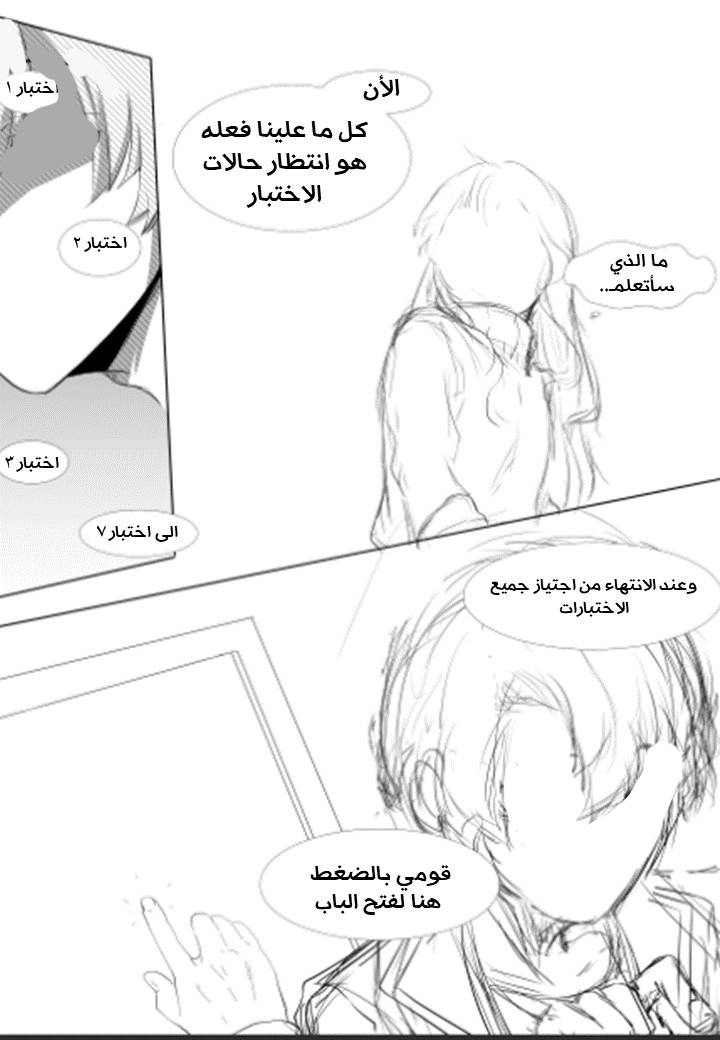 الأن
كل ما علينا فعله
هو انتظار حالات
الاختبار
ما الذي
سأتعلمـ..
اختبار ١
اختبار ٢
اختبار ٣
الى اختبار ٧
وعند الانتهاء من اجتياز جميع
الاختبارات
قومي بالضغط
هنا لفتح الباب